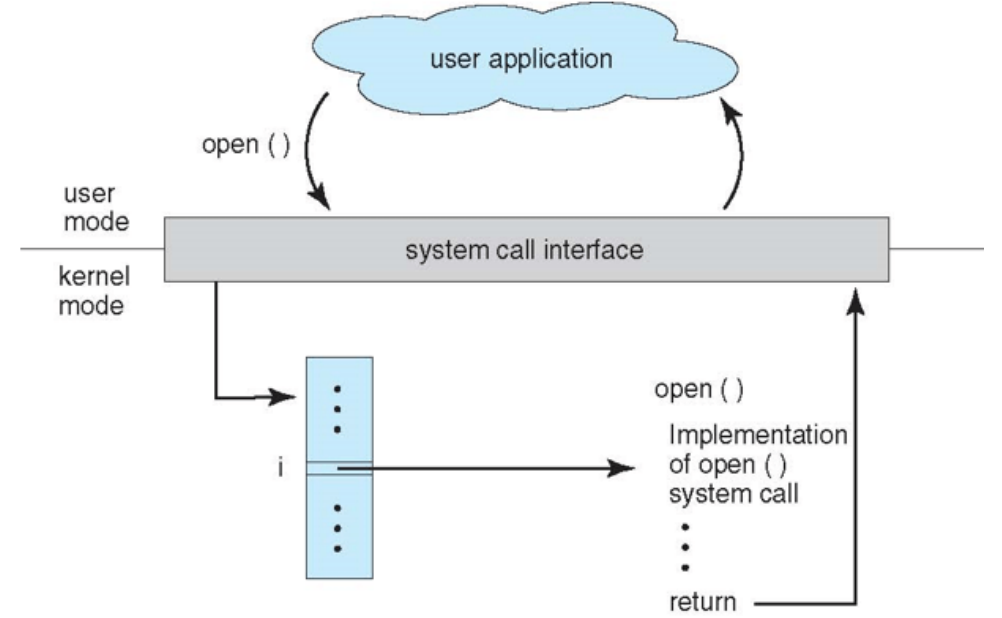 user application
open ( )
user
mode
system call interface
kernel
mode
open ( )
Implementation
of open ( )
system call
i
return